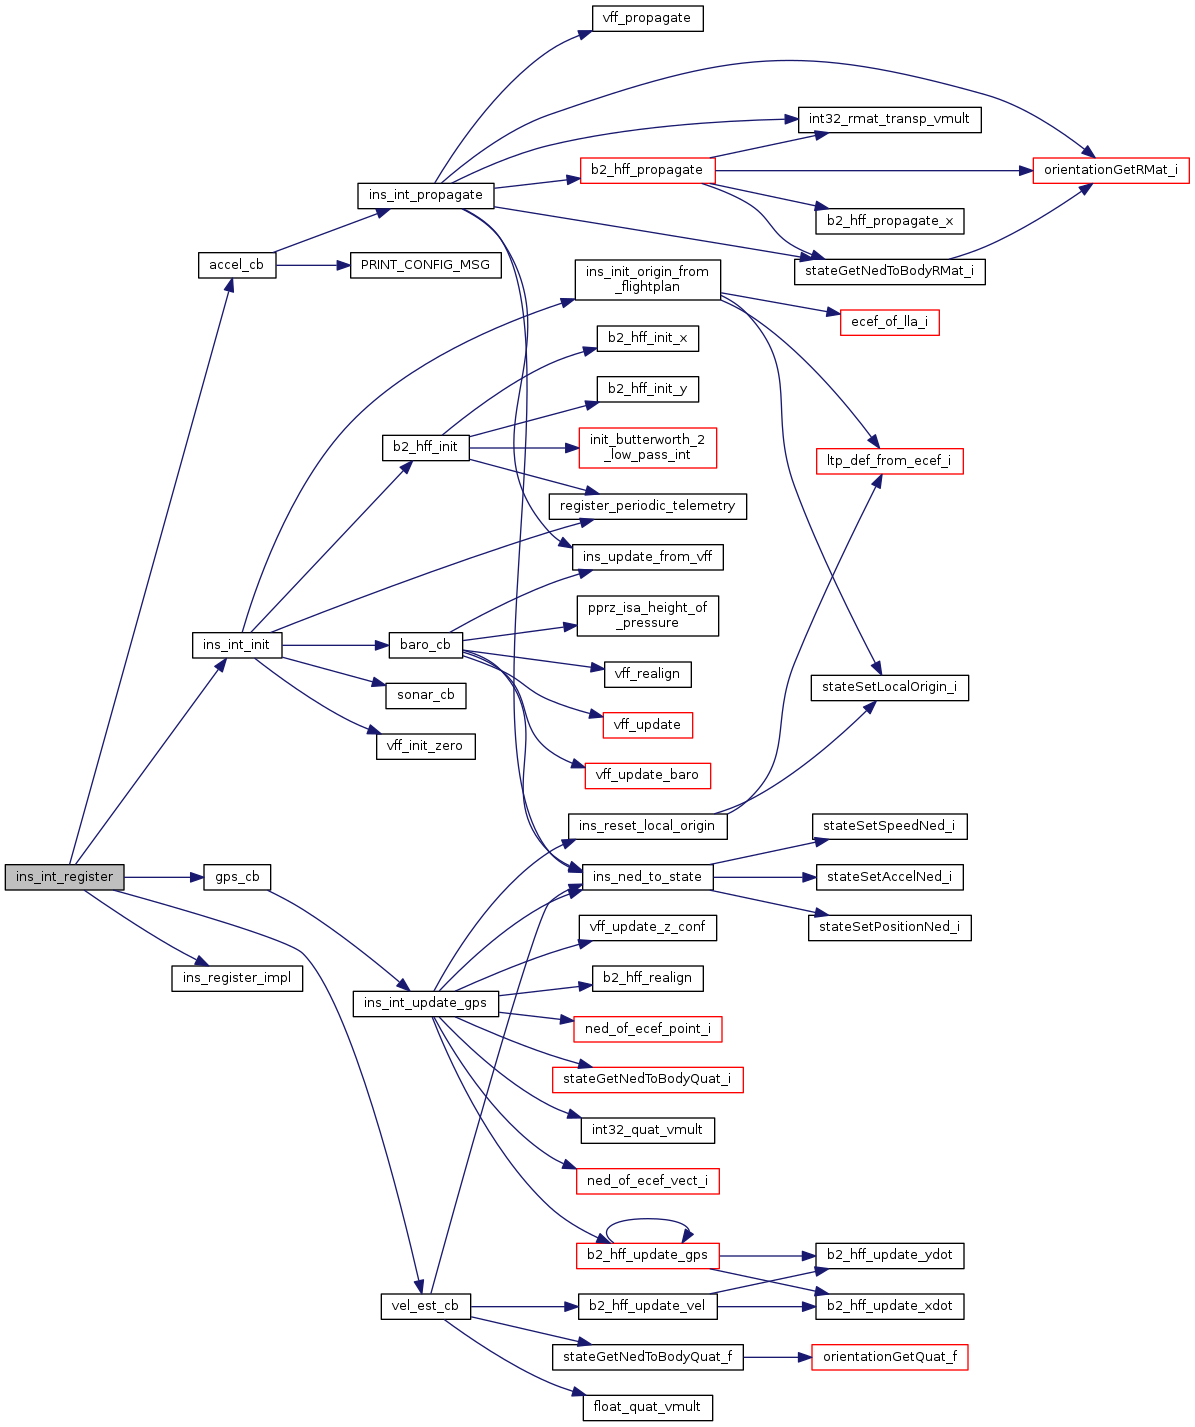 vff_propagate
int32_rmat_transp_vmult
b2_hff_propagate
orientationGetRMat_i
ins_int_propagate
b2_hff_propagate_x
accel_cb
PRINT_CONFIG_MSG
stateGetNedToBodyRMat_i
ins_init_origin_from
_flightplan
ecef_of_lla_i
b2_hff_init_x
b2_hff_init_y
b2_hff_init
init_butterworth_2
_low_pass_int
ltp_def_from_ecef_i
register_periodic_telemetry
ins_update_from_vff
pprz_isa_height_of
_pressure
ins_int_init
baro_cb
vff_realign
stateSetLocalOrigin_i
sonar_cb
vff_update
vff_init_zero
vff_update_baro
ins_reset_local_origin
stateSetSpeedNed_i
ins_int_register
gps_cb
ins_ned_to_state
stateSetAccelNed_i
vff_update_z_conf
stateSetPositionNed_i
ins_register_impl
b2_hff_realign
ins_int_update_gps
ned_of_ecef_point_i
stateGetNedToBodyQuat_i
int32_quat_vmult
ned_of_ecef_vect_i
b2_hff_update_gps
b2_hff_update_ydot
vel_est_cb
b2_hff_update_vel
b2_hff_update_xdot
stateGetNedToBodyQuat_f
orientationGetQuat_f
float_quat_vmult